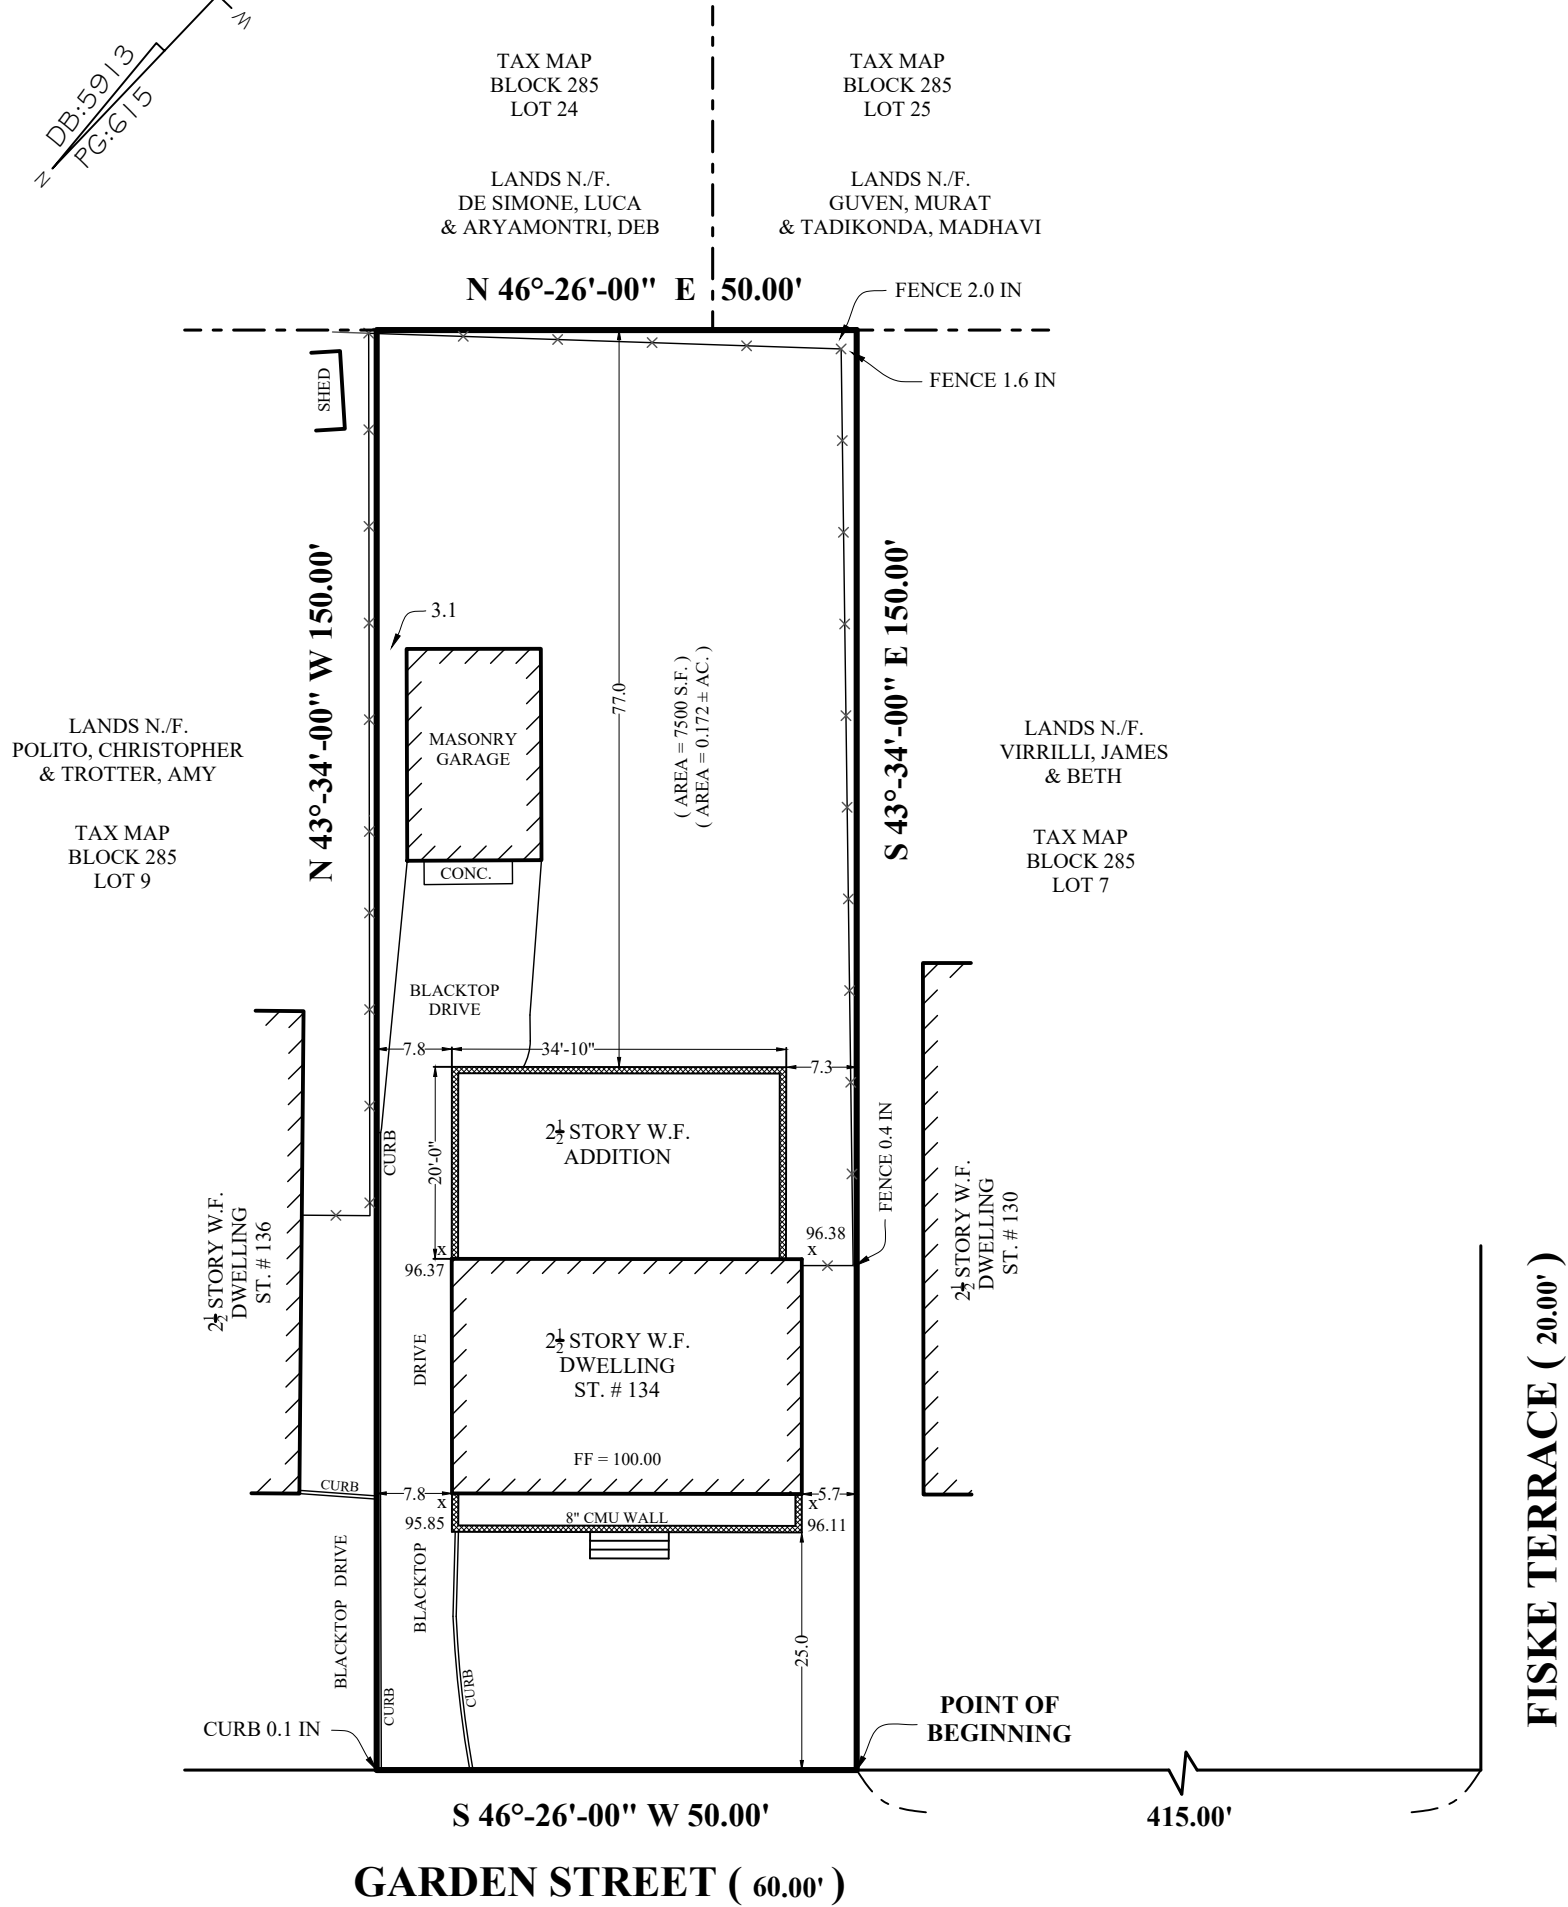 W
DB:5913
PG:615
N
TAX MAP
BLOCK 285
LOT 24
LANDS N./F.
DE SIMONE, LUCA
& ARYAMONTRI, DEB
TAX MAP
BLOCK 285
LOT 25
LANDS N./F.
GUVEN, MURAT
& TADIKONDA, MADHAVI
N 46°-26'-00" E 50.00'
FENCE 2.0 IN
FENCE 1.6 IN
SHED
N 43°-34'-00" W 150.00'
S 43°-34'-00" E 150.00'
3.1
77.0
( AREA = 7500 S.F. )
( AREA = 0.172 ± AC. )
MASONRY
GARAGE
CONC.
LANDS N./F.
POLITO, CHRISTOPHER
& TROTTER, AMY
TAX MAP
BLOCK 285
LOT 9
LANDS N./F.
VIRRILLI, JAMES
& BETH
TAX MAP
BLOCK 285
LOT 7
BLACKTOP
DRIVE
7.8
34'-10"
7.3
CURB
20'-0"
2½ STORY W.F.
ADDITION
FENCE 0.4 IN
96.38
x
x
96.37
2½ STORY W.F.
DWELLING
ST. # 136
2½ STORY W.F.
DWELLING
ST. # 130
DRIVE
2½ STORY W.F.
DWELLING
ST. # 134
FF = 100.00
CURB
7.8
x
95.85
8" CMU WALL
5.7
x
96.11
BLACKTOP DRIVE
BLACKTOP
25.0
CURB
CURB
CURB 0.1 IN
POINT OF
BEGINNING
FISKE TERRACE ( 20.00' )
S 46°-26'-00" W 50.00'
415.00'
GARDEN STREET ( 60.00' )